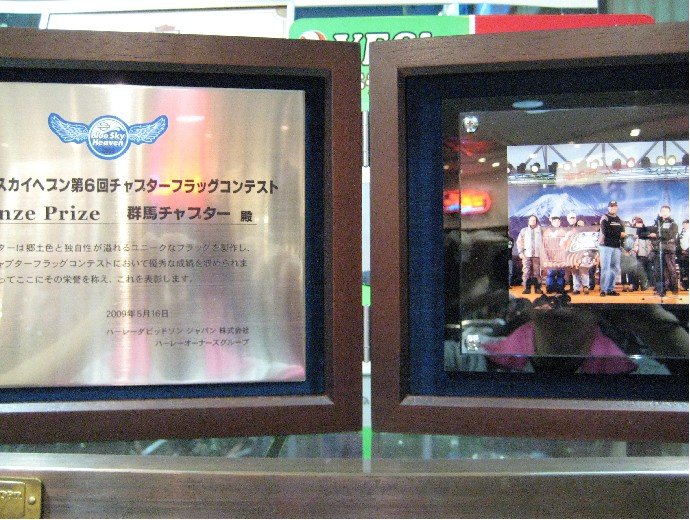 Blue Sky
Heaven
スカイヘブン第6回チャプターフラッグコンテスト
nze Prize 群馬チャプター 殿
ターは郷土色と独自性が溢れるユニークなフラッグを製作し、
ャプターフラッグコンテストにおいて優秀な成績を収められま
ってここにその栄誉を称え、これを表彰します。
2009年5月16日
ハーレーダビッドソン ジャパン 株式会社
ハーレーオーナーズグループ